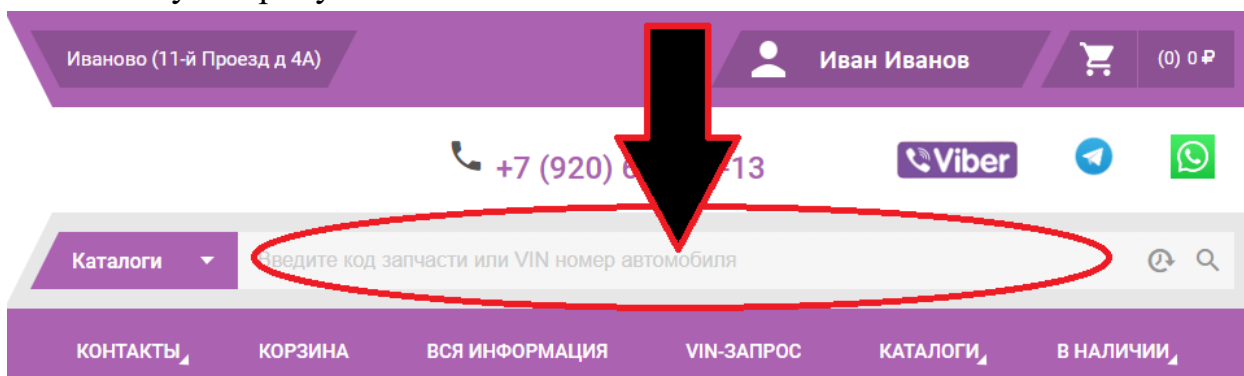 Иваново (11-й Проезд д 4А)
Иван Иванов
(0) 0 ₽
+7 (920) 6 -13
Viber
Каталоги
Введите код запчасти или VIN номер автомобиля
КОНТАКТЫ
КОРЗИНА
ВСЯ ИНФОРМАЦИЯ
VIN-ЗАПРОС
КАТАЛОГИ
В НАЛИЧИИ